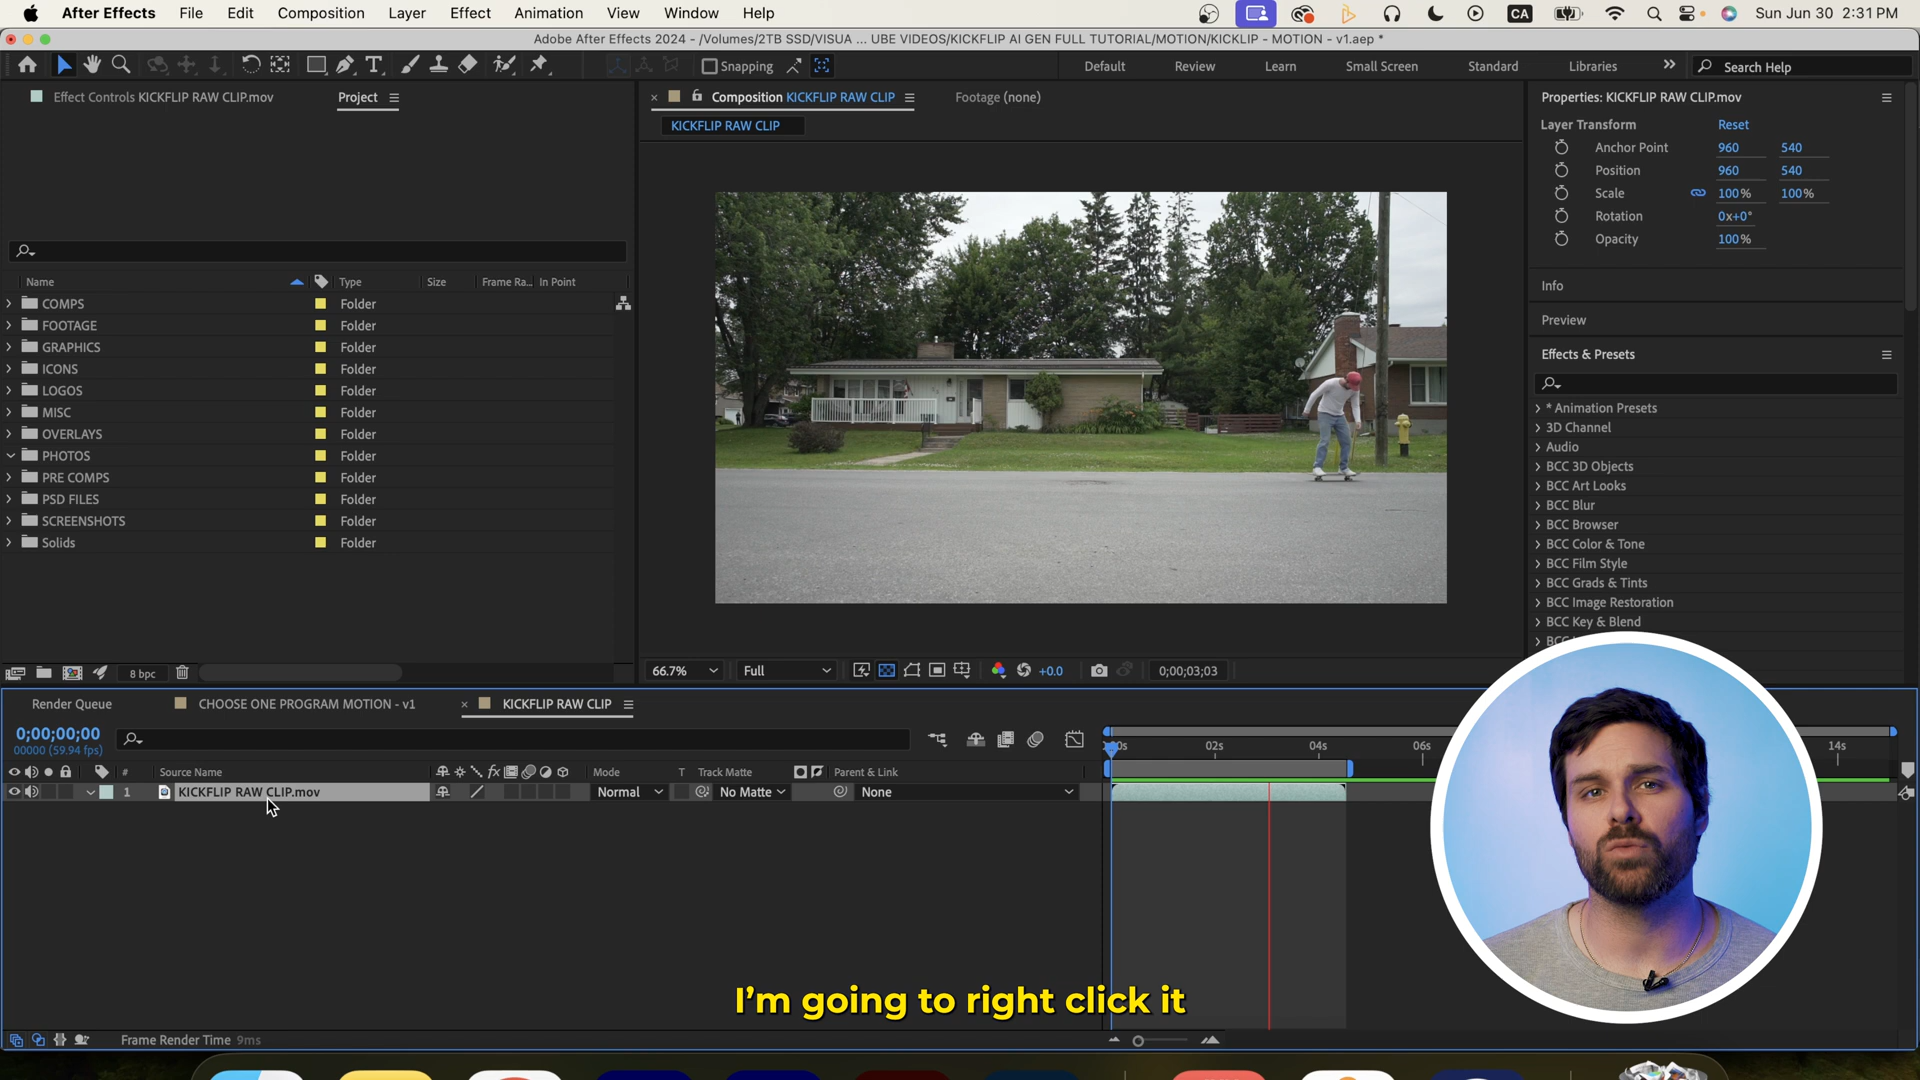 After Effects File Edit Composition Layer Effect Animation View Window Help CA Sun Jun 30 2:31 PM
Adobe After Effects 2024 - /Volumes/2TB SSD/VISUA ... UBE VIDEOS/KICKFLIP AI GEN FULL TUTORIAL/MOTION/KICKLIP - MOTION - v1.aep *
Snapping Default Review Learn Small Screen Standard Libraries Search Help
Effect Controls KICKFLIP RAW CLIP.mov Project
Composition KICKFLIP RAW CLIP Footage (none)
KICKFLIP RAW CLIP
Properties: KICKFLIP RAW CLIP.mov
Layer Transform Reset
Anchor Point 960 540
Position 960 540
Scale 100% 100%
Rotation 0x+0°
Opacity 100%
Info
Preview
Effects & Presets
* Animation Presets
3D Channel
Audio
BCC 3D Objects
BCC Art Looks
BCC Blur
BCC Browser
BCC Color & Tone
BCC Film Style
BCC Grads & Tints
BCC Image Restoration
BCC Key & Blend
Name Type Size Frame Ra... In Point
COMPS Folder
FOOTAGE Folder
GRAPHICS Folder
ICONS Folder
LOGOS Folder
MISC Folder
OVERLAYS Folder
PHOTOS Folder
PRE COMPS Folder
PSD FILES Folder
SCREENSHOTS Folder
Solids Folder
8 bpc
66.7% Full +0.0 0;00;03;03
Render Queue CHOOSE ONE PROGRAM MOTION - v1 KICKFLIP RAW CLIP
0;00;00;00
00000 (59.94 fps)
02s 04s 06s 14s
# Source Name Mode T Track Matte Parent & Link
1 KICKFLIP RAW CLIP.mov Normal No Matte None
I'm going to right click it
Frame Render Time 9ms